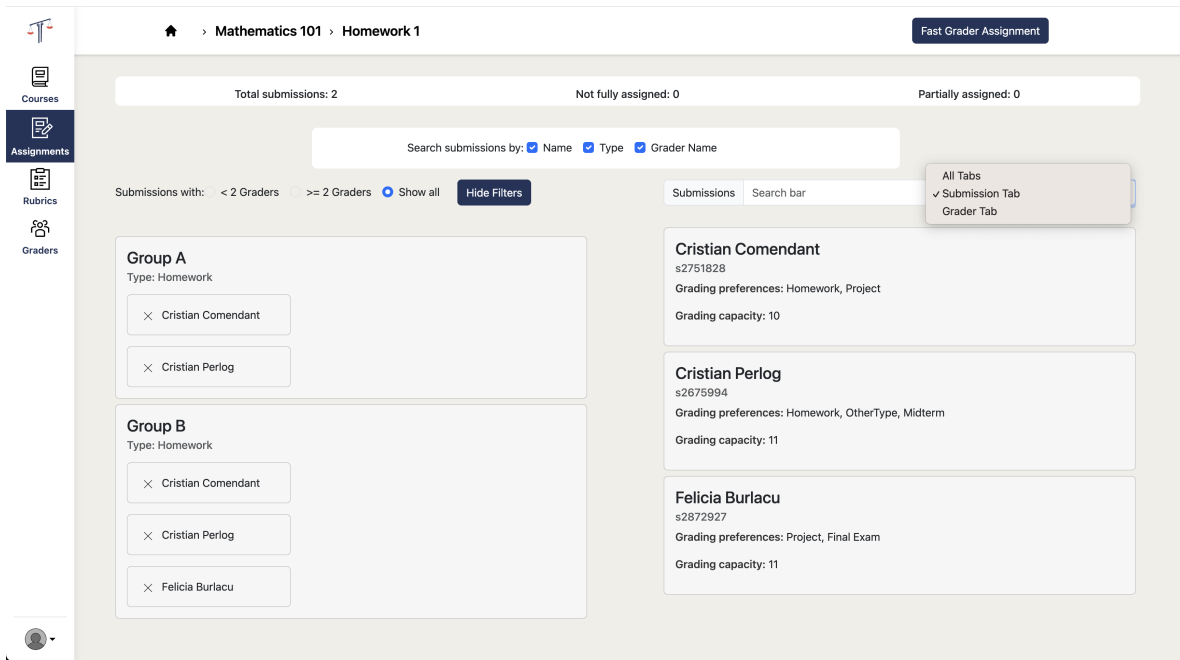 › Mathematics 101 › Homework 1
Fast Grader Assignment
Courses
Assignments
Rubrics
Graders
Total submissions: 2
Not fully assigned: 0
Partially assigned: 0
Search submissions by: Name Type Grader Name
Submissions with: < 2 Graders >= 2 Graders Show all
Hide Filters
Submissions
Search bar
All Tabs
✓ Submission Tab
Grader Tab
Group A
Type: Homework
Cristian Comendant
Cristian Perlog
Group B
Type: Homework
Cristian Comendant
Cristian Perlog
Felicia Burlacu
Cristian Comendant
s2751828
Grading preferences: Homework, Project
Grading capacity: 10
Cristian Perlog
s2675994
Grading preferences: Homework, OtherType, Midterm
Grading capacity: 11
Felicia Burlacu
s2872927
Grading preferences: Project, Final Exam
Grading capacity: 11